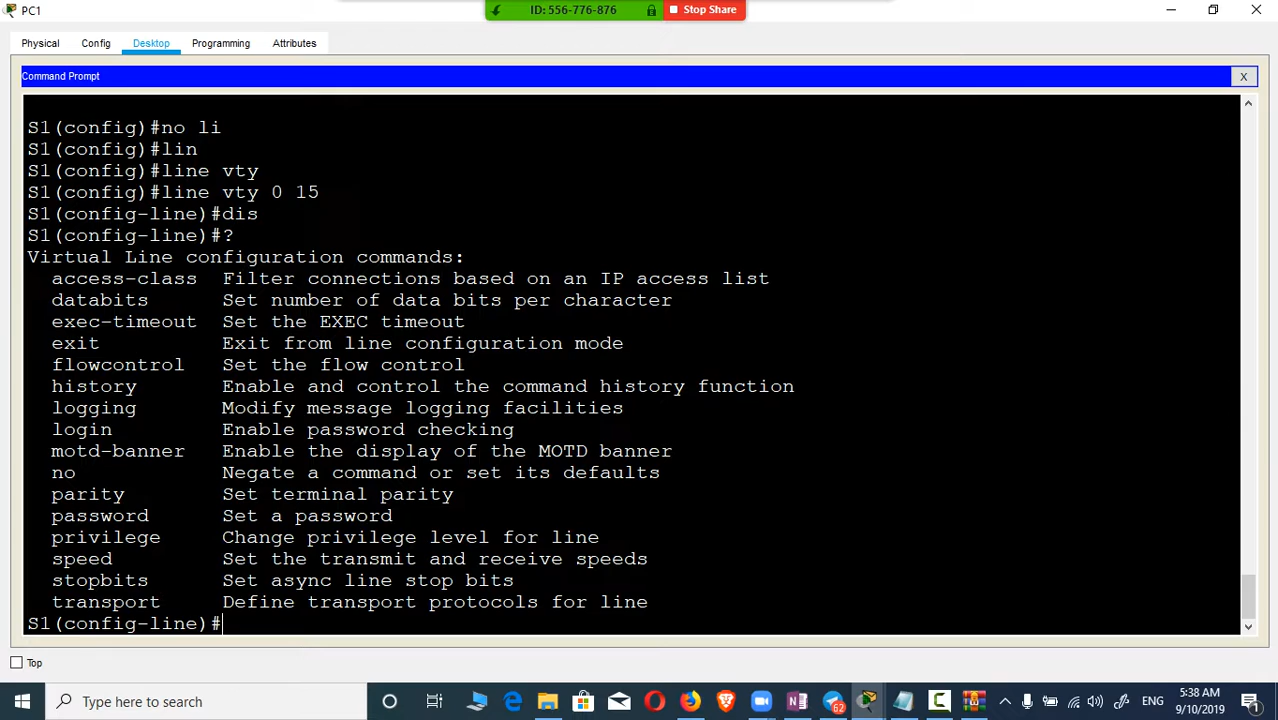 PC1
ID: 556-776-876
Stop Share
Physical
Config
Desktop
Programming
Attributes
Command Prompt
X
S1(config)#no li
S1(config)#lin
S1(config)#line vty
S1(config)#line vty 0 15
S1(config-line)#dis
S1(config-line)#?
Virtual Line configuration commands:
access-class Filter connections based on an IP access list
databits Set number of data bits per character
exec-timeout Set the EXEC timeout
exit Exit from line configuration mode
flowcontrol Set the flow control
history Enable and control the command history function
logging Modify message logging facilities
login Enable password checking
motd-banner Enable the display of the MOTD banner
no Negate a command or set its defaults
parity Set terminal parity
password Set a password
privilege Change privilege level for line
speed Set the transmit and receive speeds
stopbits Set async line stop bits
transport Define transport protocols for line
S1(config-line)#
Top
Type here to search
62
ENG
5:38 AM
9/10/2019
1